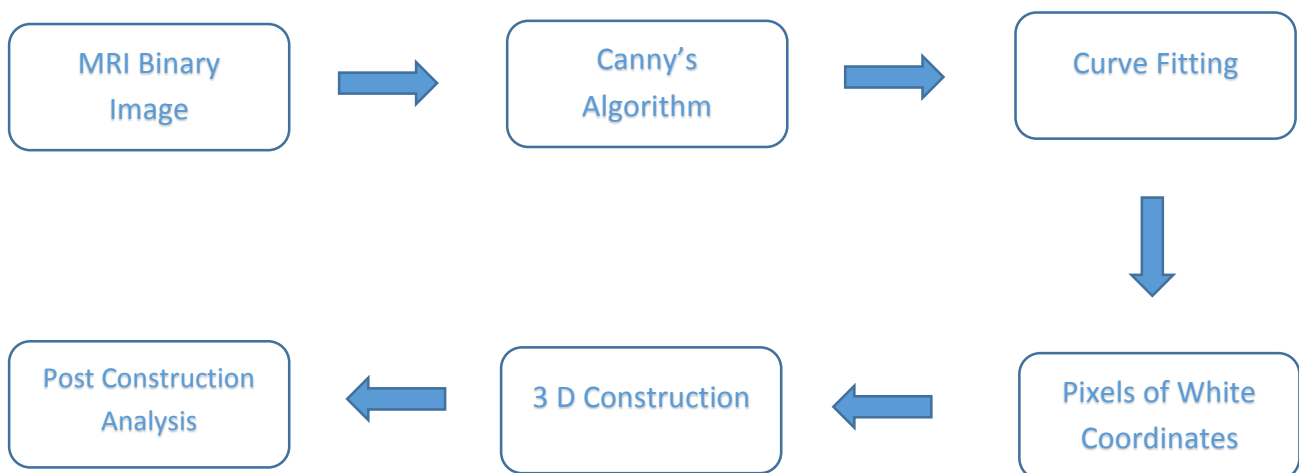 MRI Binary
Image
Canny’s
Algorithm
Curve Fitting
Pixels of White
Coordinates
3 D Construction
Post Construction
Analysis